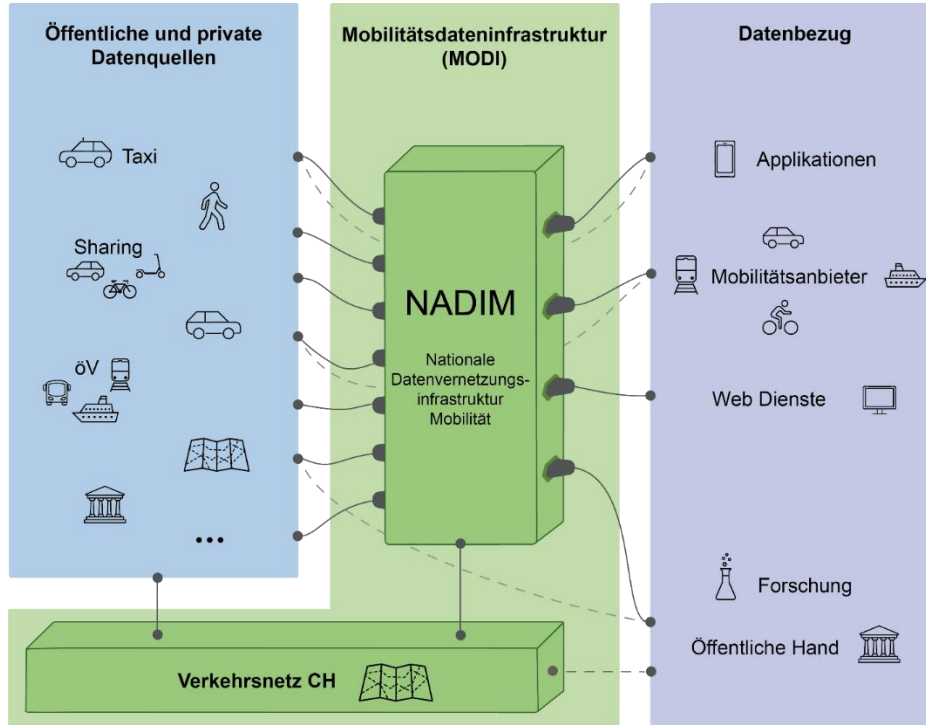 Öffentliche und private
Datenquellen
Taxi
Sharing
öV
...
Mobilitätsdateninfrastruktur
(MODI)
NADIM
Nationale
Datenvernetzungs-
infrastruktur
Mobilität
Verkehrsnetz CH
Datenbezug
Applikationen
Mobilitätsanbieter
Web Dienste
Forschung
Öffentliche Hand